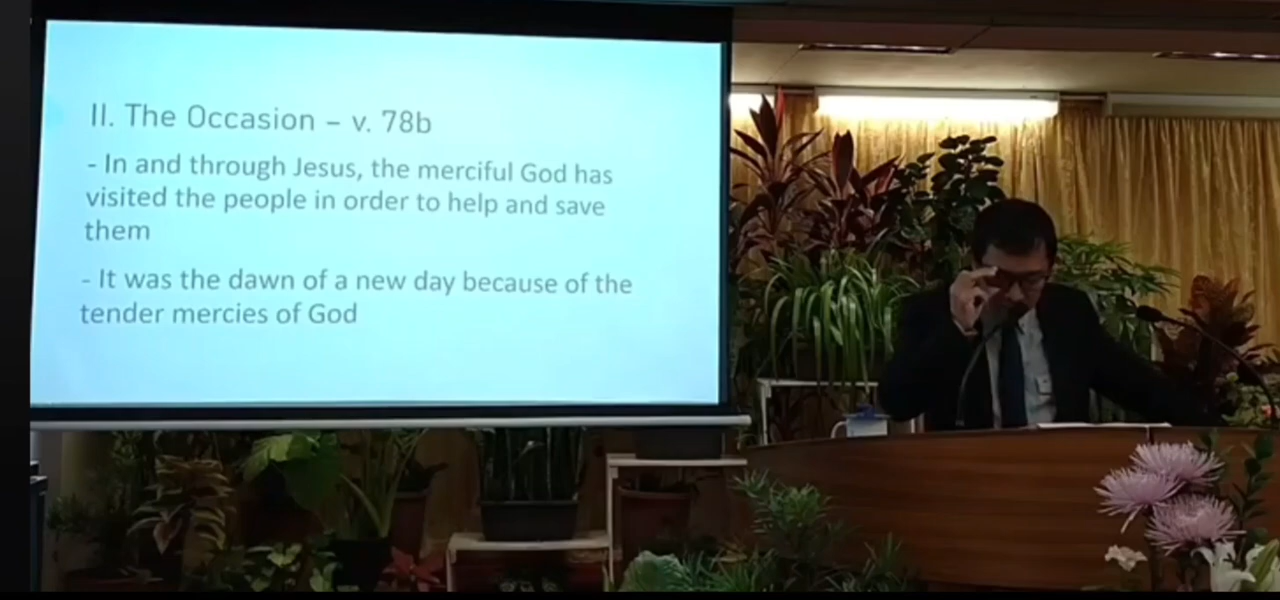 II. The Occasion – v. 78b
- In and through Jesus, the merciful God has
visited the people in order to help and save
them
- It was the dawn of a new day because of the
tender mercies of God